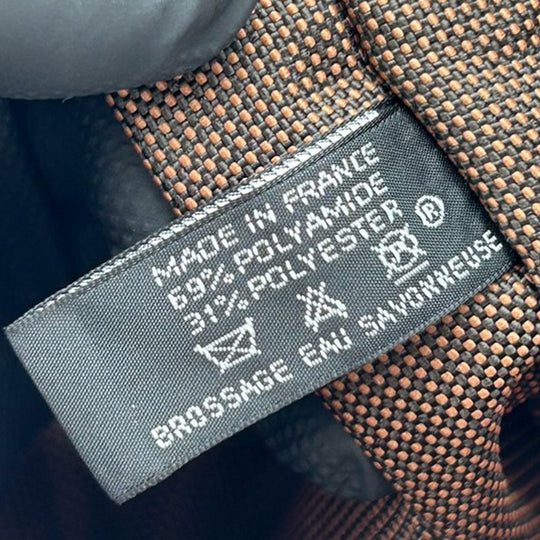 MADE IN FRANCE
69% POLYAMIDE
31% POLYESTER ®
BROSSAGE EAU SAVONNEUSE